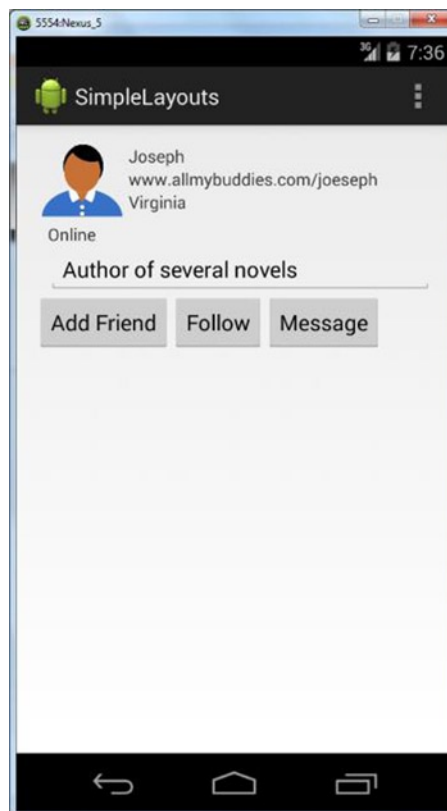 5554:Nexus_5
3G 7:36
SimpleLayouts
Joseph
www.allmybuddies.com/joeseph
Virginia
Online
Author of several novels
Add Friend Follow Message